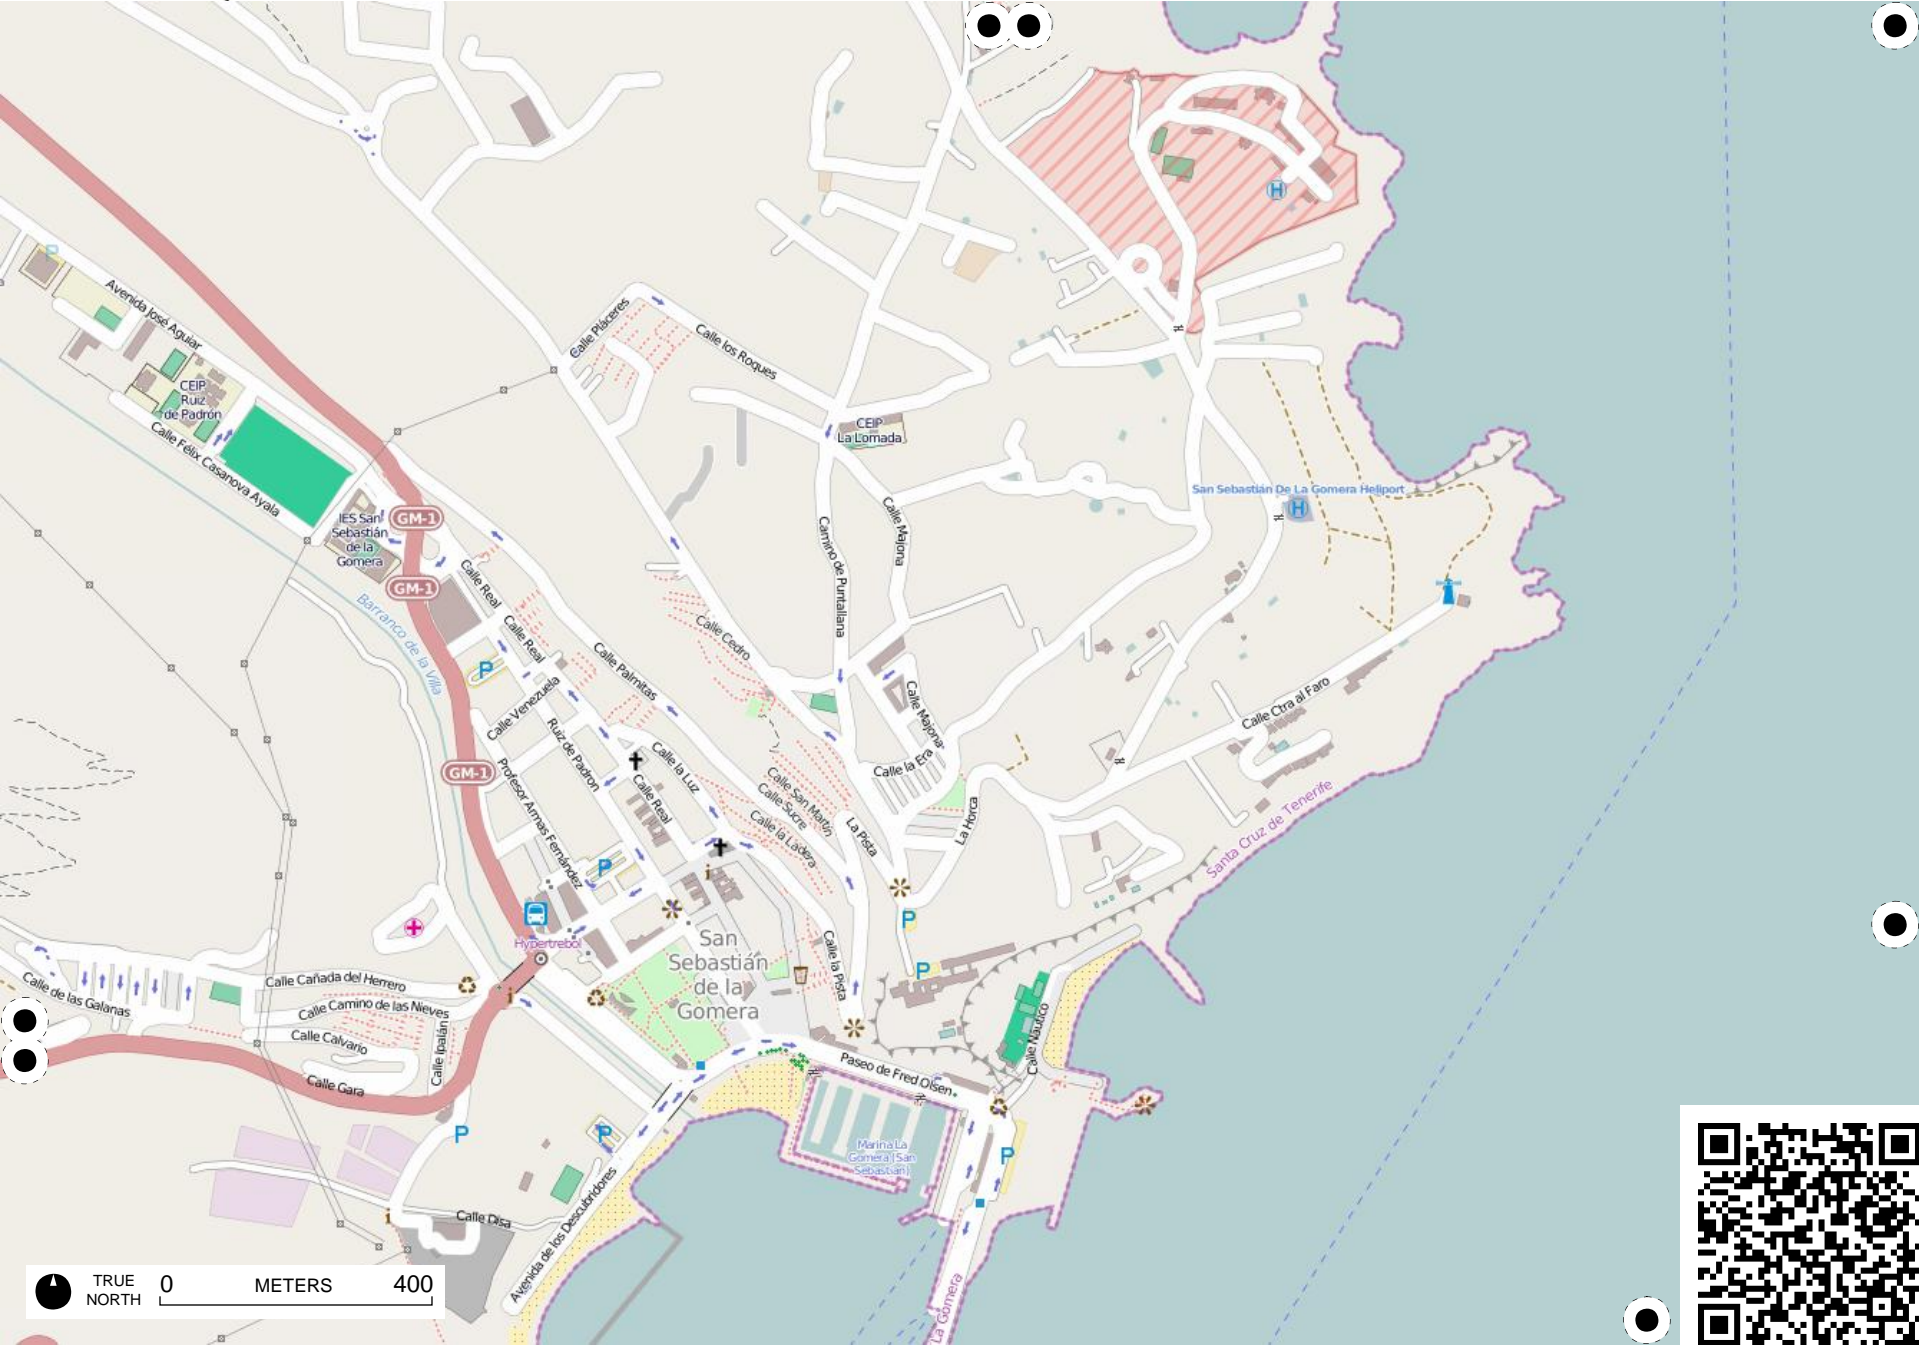 Avenida José Aguiar
Calle Pláceres
Calle los Roques
CEIP
Ruiz
de Padrón
CEIP
La Lomada
Calle Félix Casanova Ayala
San Sebastián De La Gomera Heliport
H
H
IES San
Sebastián
de la
Gomera
GM-1
GM-1
Calle Majona
Camino de Puntallana
Calle Real
Barranco de la Villa
Calle Real
Calle Cedro
Calle Palmitas
P
Calle Venezuela
Calle Majona
Calle Ctra al Faro
Ruiz de Padron
Calle la Luz
Calle la Era
GM-1
Profesor Armas Fernández
Calle Real
Calle San Martín
Calle Sucre
Calle la Ladera
La Pista
La Horca
Santa Cruz de Tenerife
P
P
Hypertrebol
San
Sebastián
de la
Gomera
Calle la Pista
P
Calle Cañada del Herrero
Calle de las Galanas
Calle Camino de las Nieves
Calle Calvario
Calle Ipalán
Calle Gara
Paseo de Fred Olsen
Calle Náutico
P
P
P
Marina La
Gomera (San
Sebastián)
Calle Disa
Avenida de los Descubridores
La Gomera
TRUE
NORTH
0 METERS 400